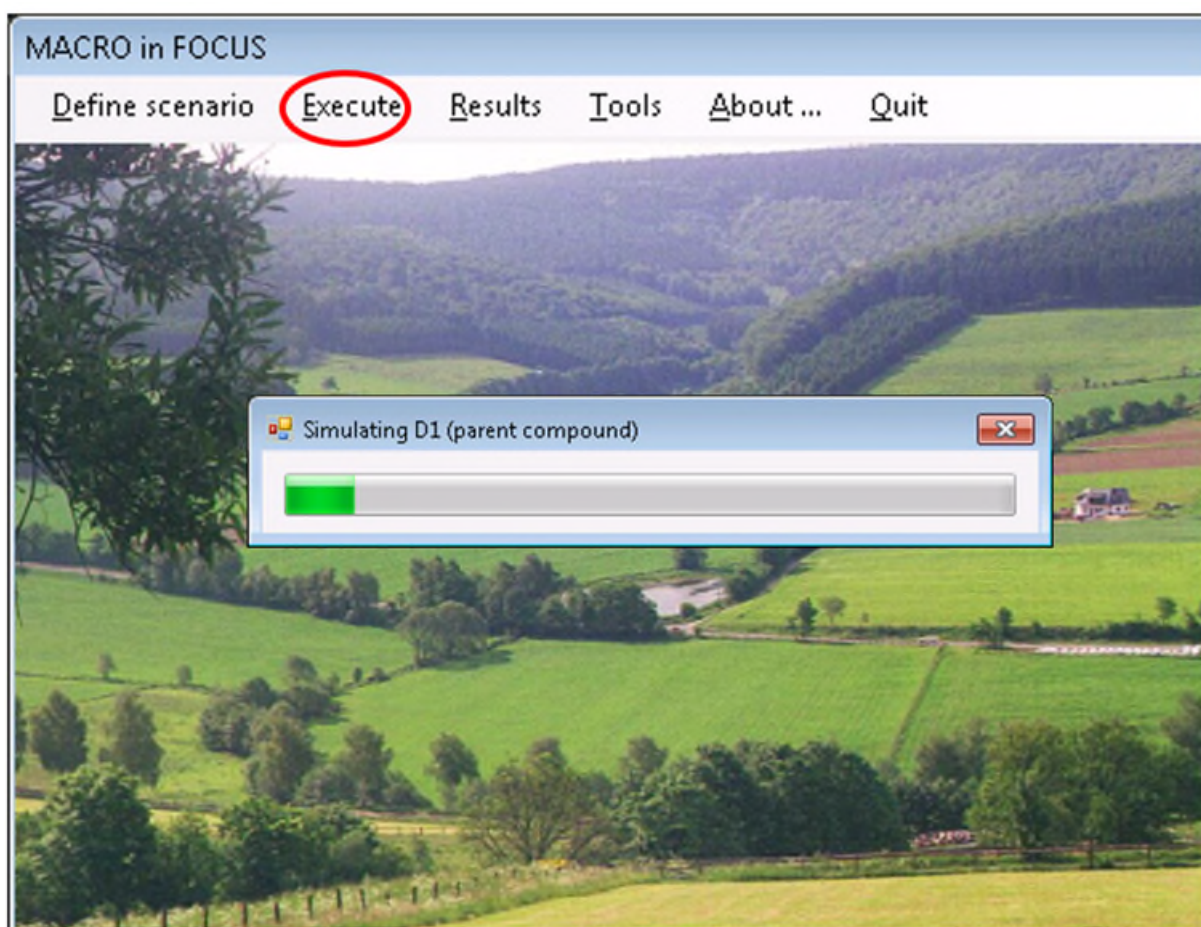 MACRO in FOCUS
Define scenario Execute Results Tools About ... Quit
Simulating D1 (parent compound)